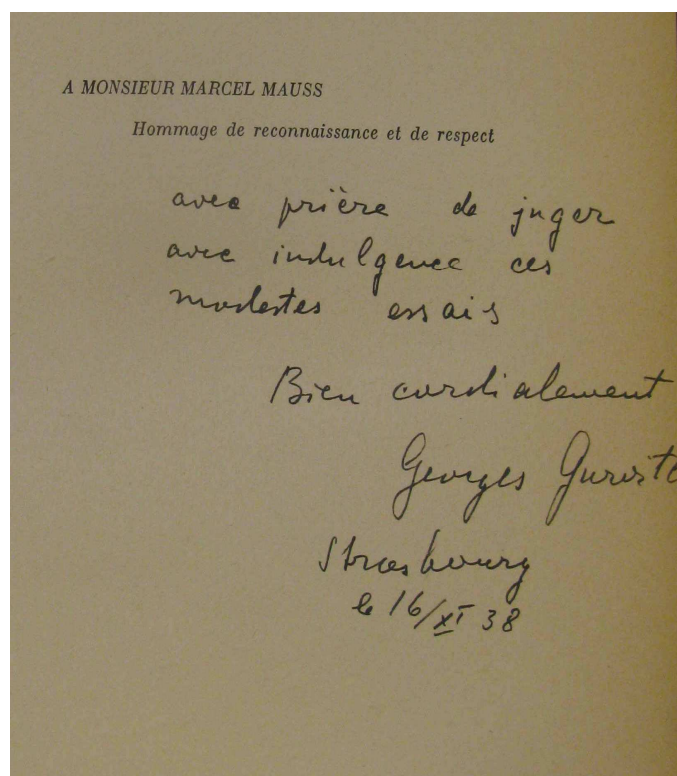 A MONSIEUR MARCEL MAUSS
Hommage de reconnaissance et de respect
avec prière de juger
avec indulgence ces
modestes essais
Bien cordialement
Georges
Strasbourg
le 16/XI 38